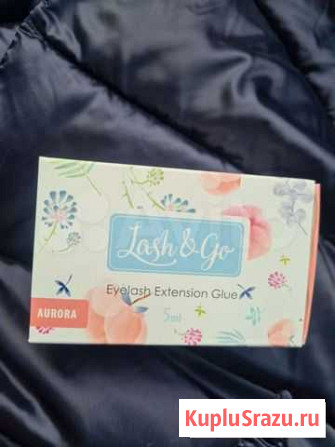 Lash & Go
Eyelash Extension Glue
5ml
AURORA
KupluSrazu.ru